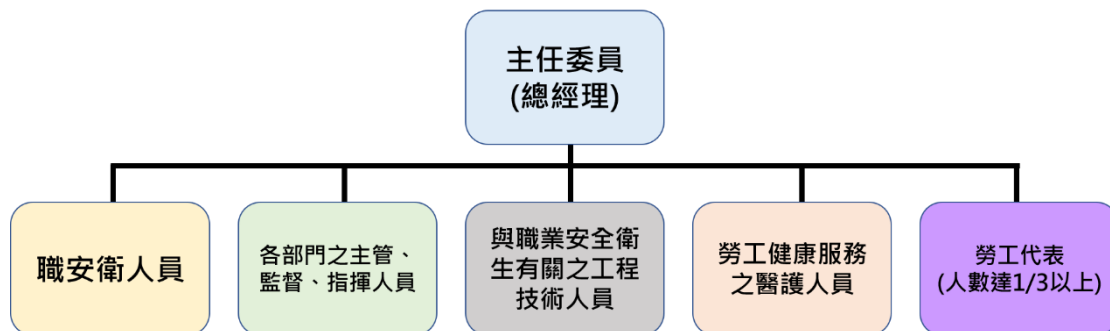 主任委員
(總經理)
職安衛人員
各部門之主管、
監督、指揮人員
與職業安全衛
生有關之工程
技術人員
勞工健康服務
之醫護人員
勞工代表
(人數達1/3以上)